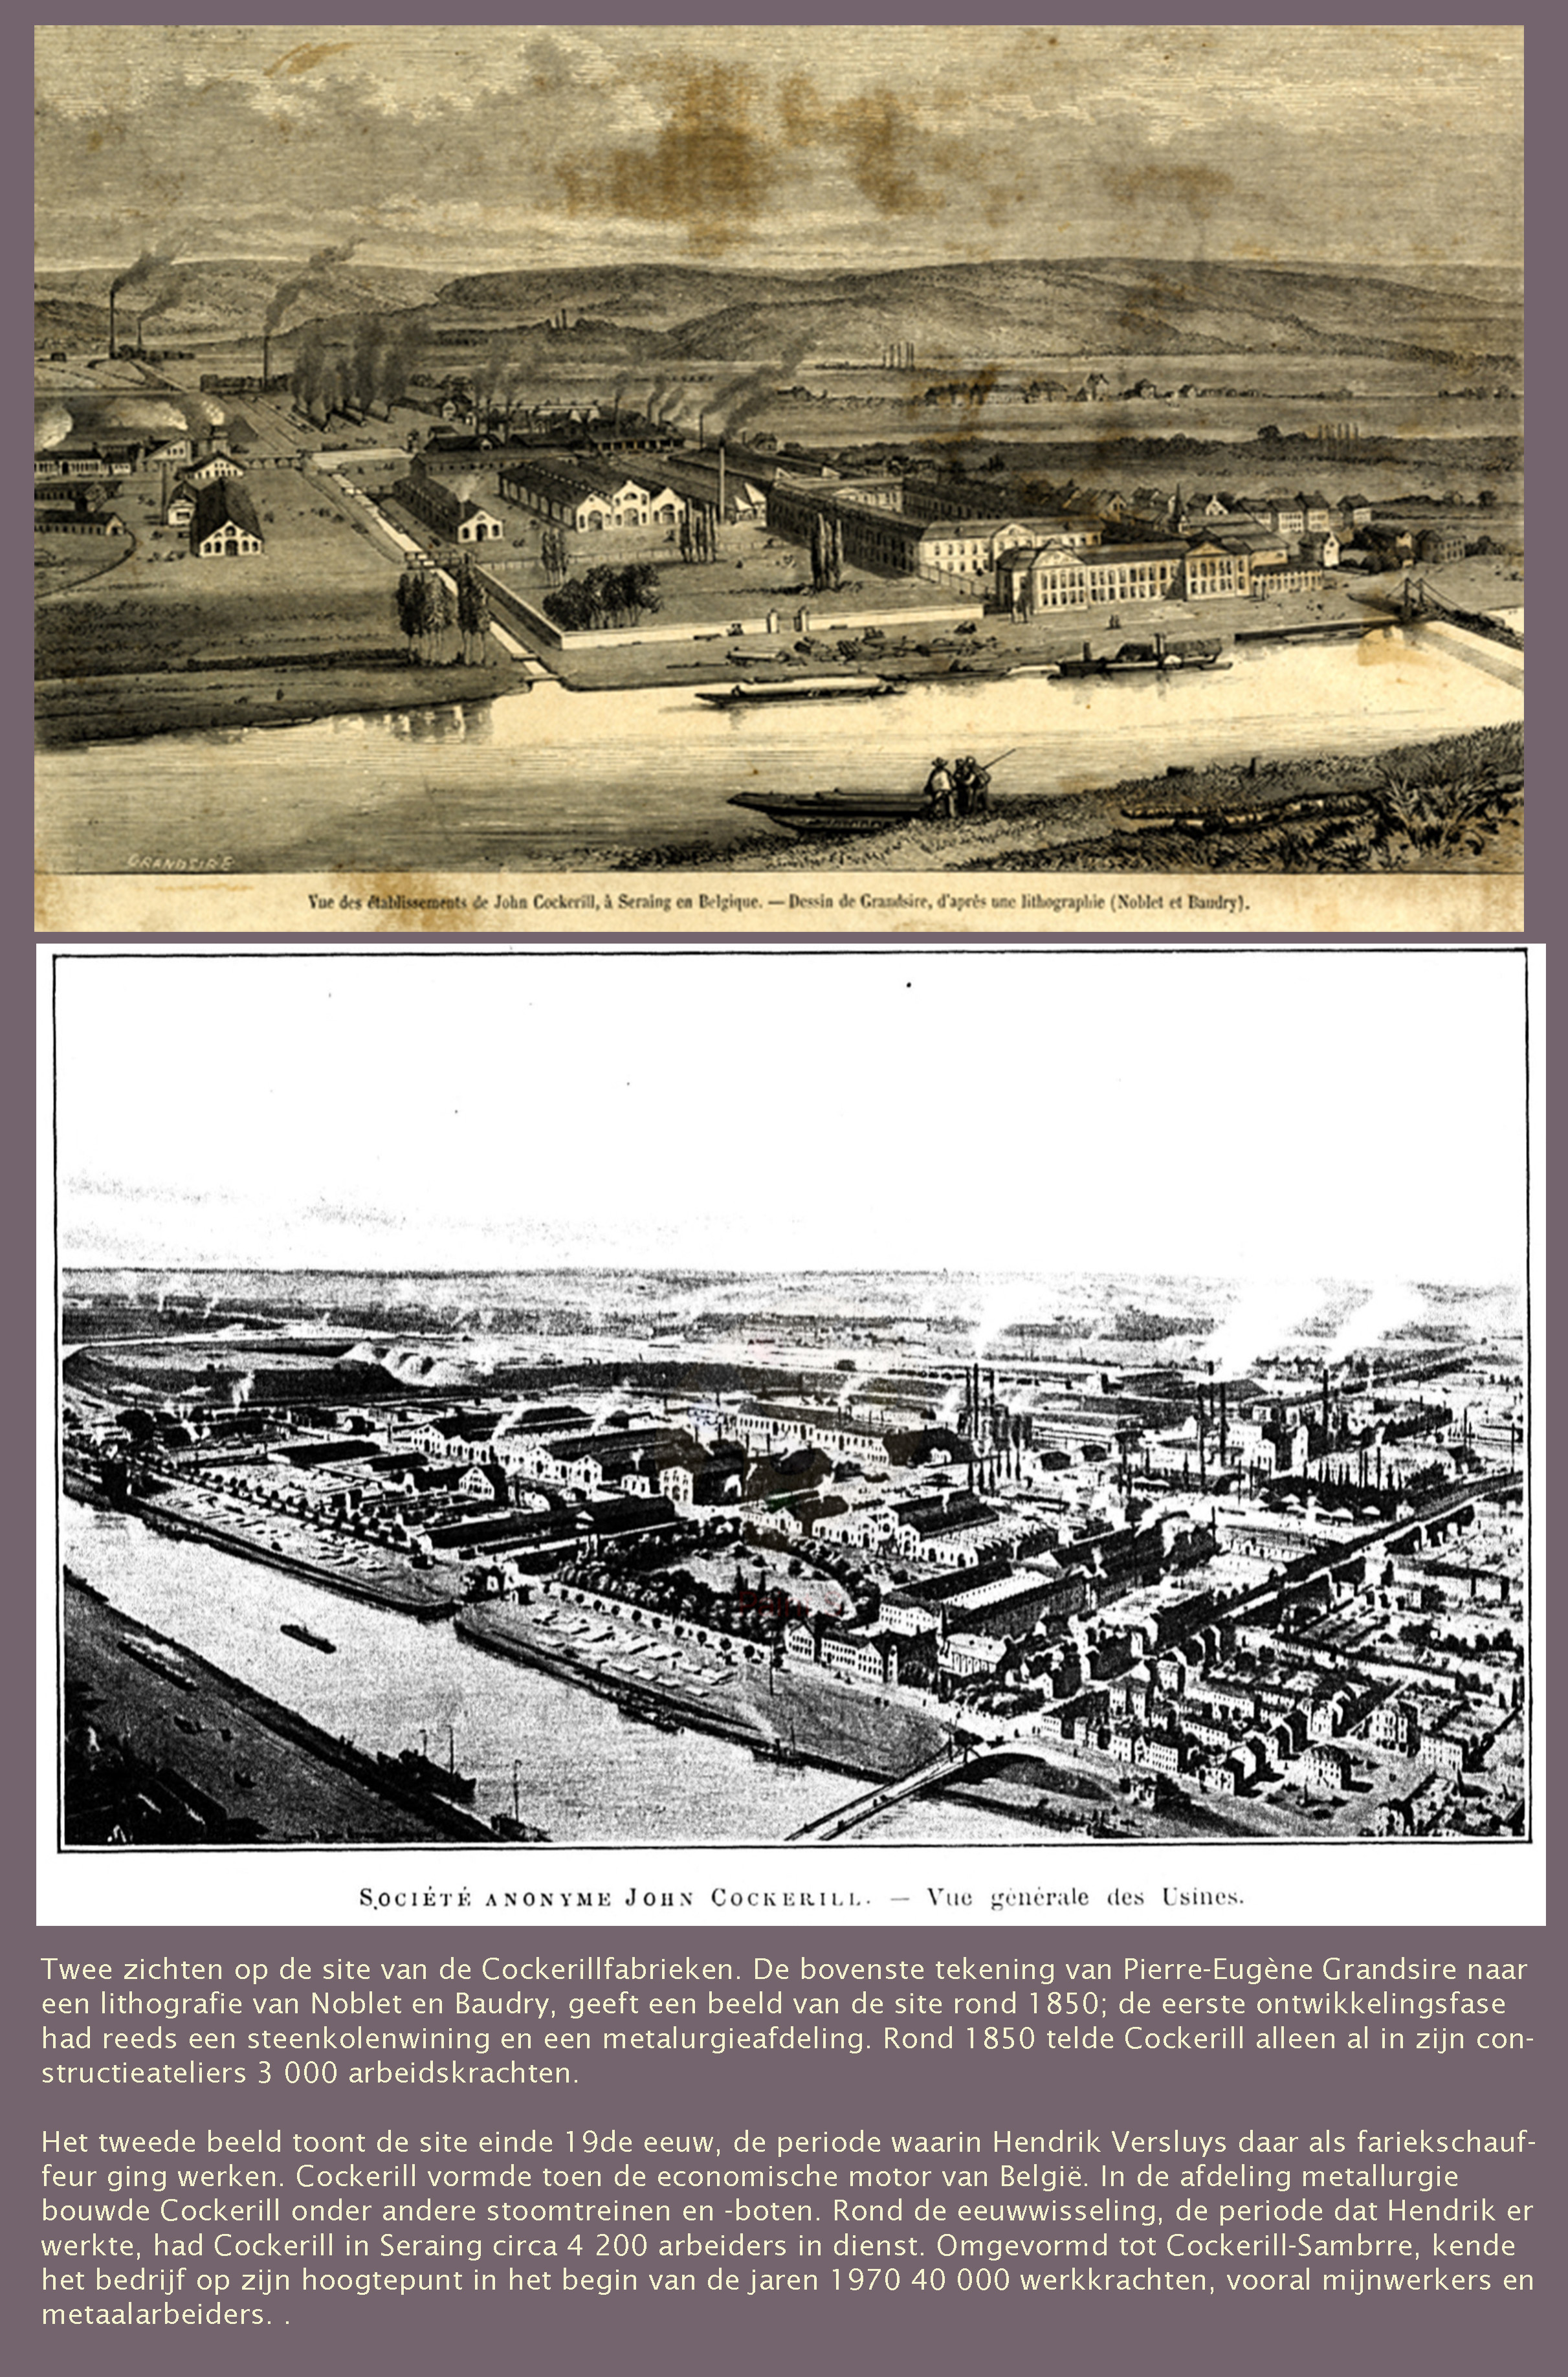 GRANDSIRE
Vue des établissements de John Cockerill, à Seraing en Belgique. — Dessin de Grandsire, d'après une lithographie (Noblet et Baudry).
SOCIÉTÉ ANONYME JOHN COCKERILL. — Vue générale des Usines.
Twee zichten op de site van de Cockerillfabrieken. De bovenste tekening van Pierre-Eugène Grandsire naar
een lithografie van Noblet en Baudry, geeft een beeld van de site rond 1850; de eerste ontwikkelingsfase
had reeds een steenkolenwining en een metalurgieafdeling. Rond 1850 telde Cockerill alleen al in zijn con-
structieateliers 3 000 arbeidskrachten.
Het tweede beeld toont de site einde 19de eeuw, de periode waarin Hendrik Versluys daar als fariekschauf-
feur ging werken. Cockerill vormde toen de economische motor van België. In de afdeling metallurgie
bouwde Cockerill onder andere stoomtreinen en -boten. Rond de eeuwwisseling, de periode dat Hendrik er
werkte, had Cockerill in Seraing circa 4 200 arbeiders in dienst. Omgevormd tot Cockerill-Sambrre, kende
het bedrijf op zijn hoogtepunt in het begin van de jaren 1970 40 000 werkkrachten, vooral mijnwerkers en
metaalarbeiders. .